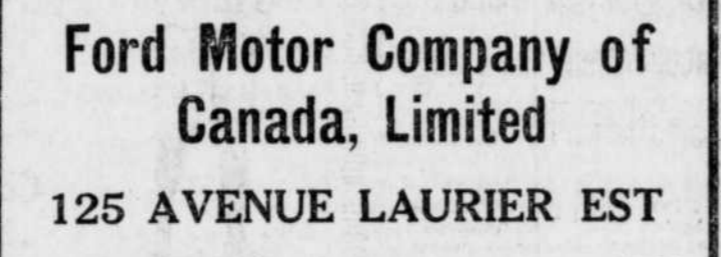 Ford Motor Company of
Canada, Limited
125 AVENUE LAURIER EST